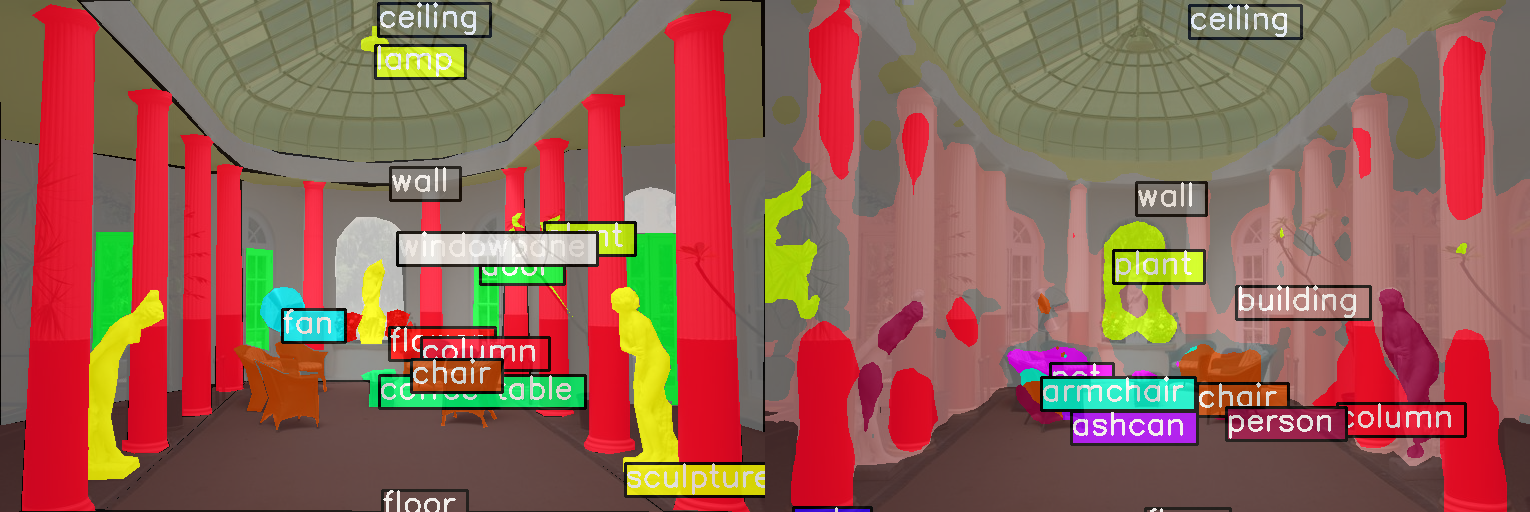 ceiling
lamp
wall
windowpane
door
fan
column
chair
coffee table
sculpture
floor
ceiling
wall
plant
building
pot
armchair
chair
ashcan
person
column